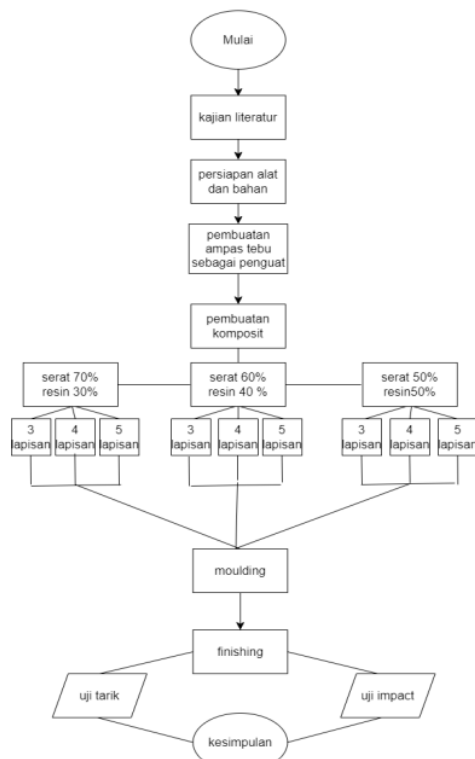 Mulai
kajian literatur
persiapan alat
dan bahan
pembuatan
ampas tebu
sebagai penguat
pembuatan
komposit
serat 70%
resin 30%
serat 60%
resin 40 %
serat 50%
resin50%
3
lapisan
4
lapisan
5
lapisan
3
lapisan
4
lapisan
5
lapisan
3
lapisan
4
lapisan
5
lapisan
moulding
finishing
uji tarik
uji impact
kesimpulan